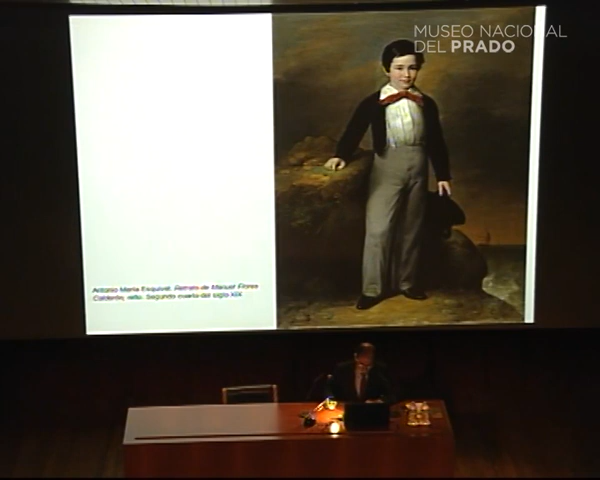 MUSEO NACIONAL
DEL PRADO
Antonio María Esquivel. Retrato de Manuel Flores
Calderón, niño. Segundo cuarto del siglo XIX